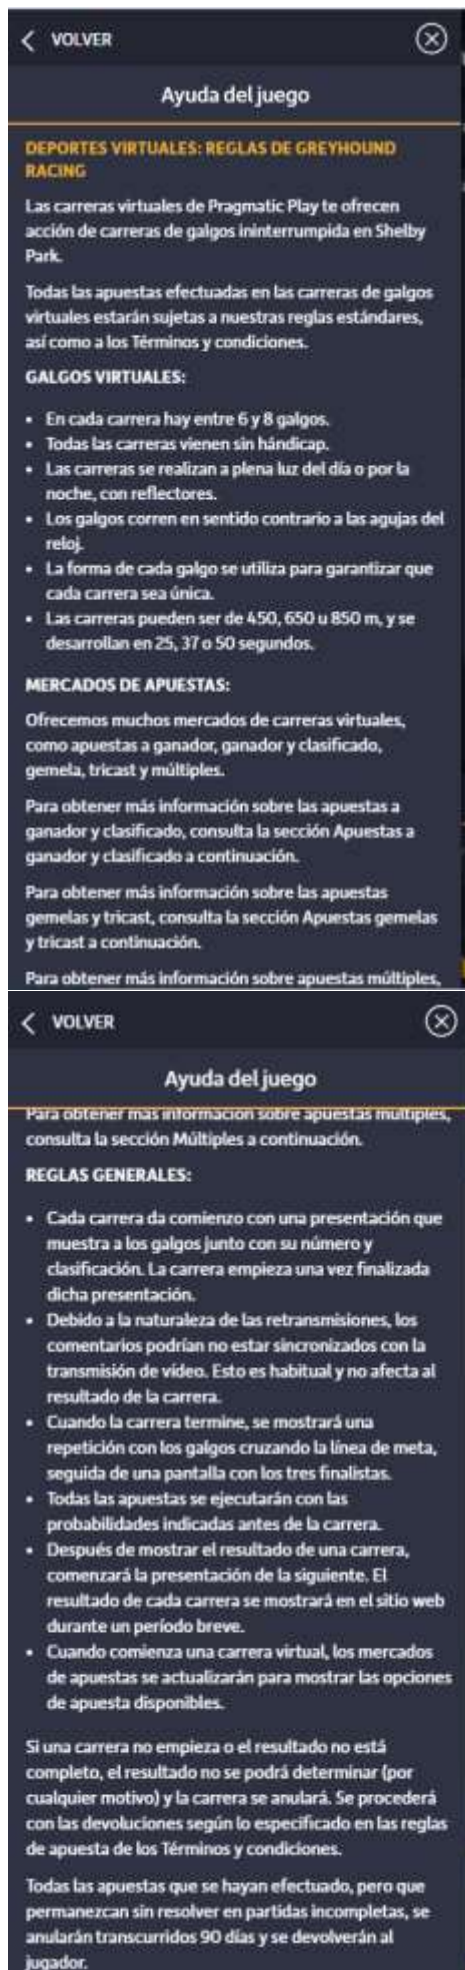 VOLVER
Ayuda del juego
DEPORTES VIRTUALES: REGLAS DE GREYHOUND
RACING
Las carreras virtuales de Pragmatic Play te ofrecen
acción de carreras de galgos ininterrumpida en Shelby
Park.
Todas las apuestas efectuadas en las carreras de galgos
virtuales estarán sujetas a nuestras reglas estándares,
así como a los Términos y condiciones.
GALGOS VIRTUALES:
• En cada carrera hay entre 6 y 8 galgos.
• Todas las carreras vienen sin hándicap.
• Las carreras se realizan a plena luz del día o por la
noche, con reflectores.
• Los galgos corren en sentido contrario a las agujas del
reloj.
• La forma de cada galgo se utiliza para garantizar que
cada carrera sea única.
• Las carreras pueden ser de 450, 650 u 850 m, y se
desarrollan en 25, 37 o 50 segundos.
MERCADOS DE APUESTAS:
Ofrecemos muchos mercados de carreras virtuales,
como apuestas a ganador, ganador y clasificado,
gemela, tricast y múltiples.
Para obtener más información sobre las apuestas a
ganador y clasificado, consulta la sección Apuestas a
ganador y clasificado a continuación.
Para obtener más información sobre las apuestas
gemelas y tricast, consulta la sección Apuestas gemelas
y tricast a continuación.
Para obtener más información sobre apuestas múltiples,
VOLVER
Ayuda del juego
Para obtener más información sobre apuestas múltiples,
consulta la sección Múltiples a continuación.
REGLAS GENERALES:
• Cada carrera da comienzo con una presentación que
muestra a los galgos junto con su número y
clasificación. La carrera empieza una vez finalizada
dicha presentación.
• Debido a la naturaleza de las retransmisiones, los
comentarios podrían no estar sincronizados con la
transmisión de vídeo. Esto es habitual y no afecta al
resultado de la carrera.
• Cuando la carrera termine, se mostrará una
repetición con los galgos cruzando la línea de meta,
seguida de una pantalla con los tres finalistas.
• Todas las apuestas se ejecutarán con las
probabilidades indicadas antes de la carrera.
• Después de mostrar el resultado de una carrera,
comenzará la presentación de la siguiente. El
resultado de cada carrera se mostrará en el sitio web
durante un período breve.
• Cuando comienza una carrera virtual, los mercados
de apuestas se actualizarán para mostrar las opciones
de apuesta disponibles.
Si una carrera no empieza o el resultado no está
completo, el resultado no se podrá determinar (por
cualquier motivo) y la carrera se anulará. Se procederá
con las devoluciones según lo especificado en las reglas
de apuesta de los Términos y condiciones.
Todas las apuestas que se hayan efectuado, pero que
permanezcan sin resolver en partidas incompletas, se
anularán transcurridos 90 días y se devolverán al
jugador.